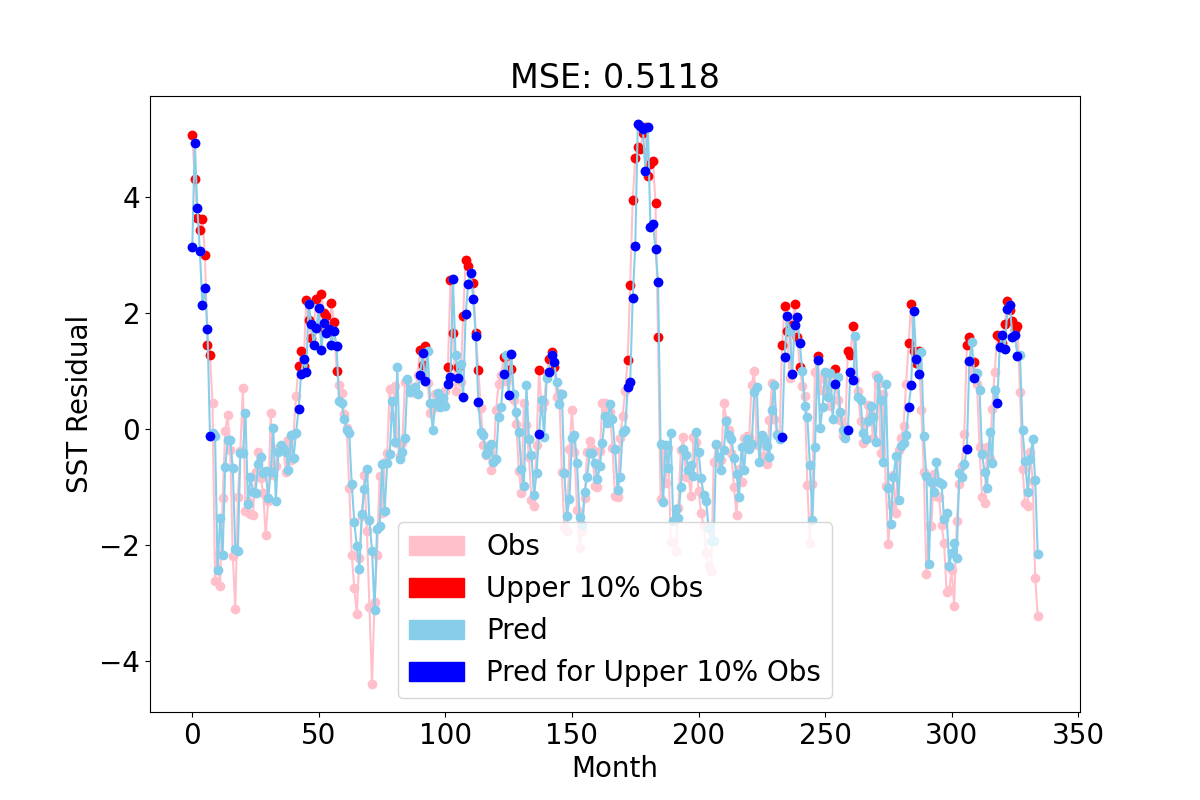 MSE: 0.5118
SST Residual
4
2
0
−2
−4
Obs
Upper 10% Obs
Pred
Pred for Upper 10% Obs
0 50 100 150 200 250 300 350
Month